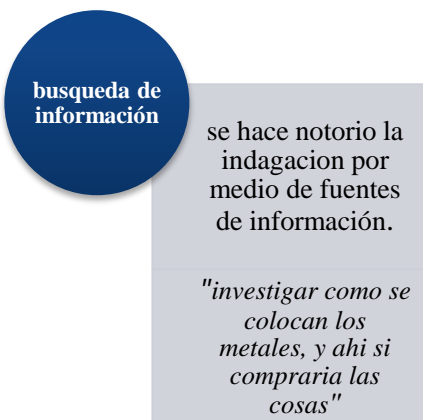 busqueda de
información
se hace notorio la
indagacion por
medio de fuentes
de información.
"investigar como se
colocan los
metales, y ahi si
compraria las
cosas"